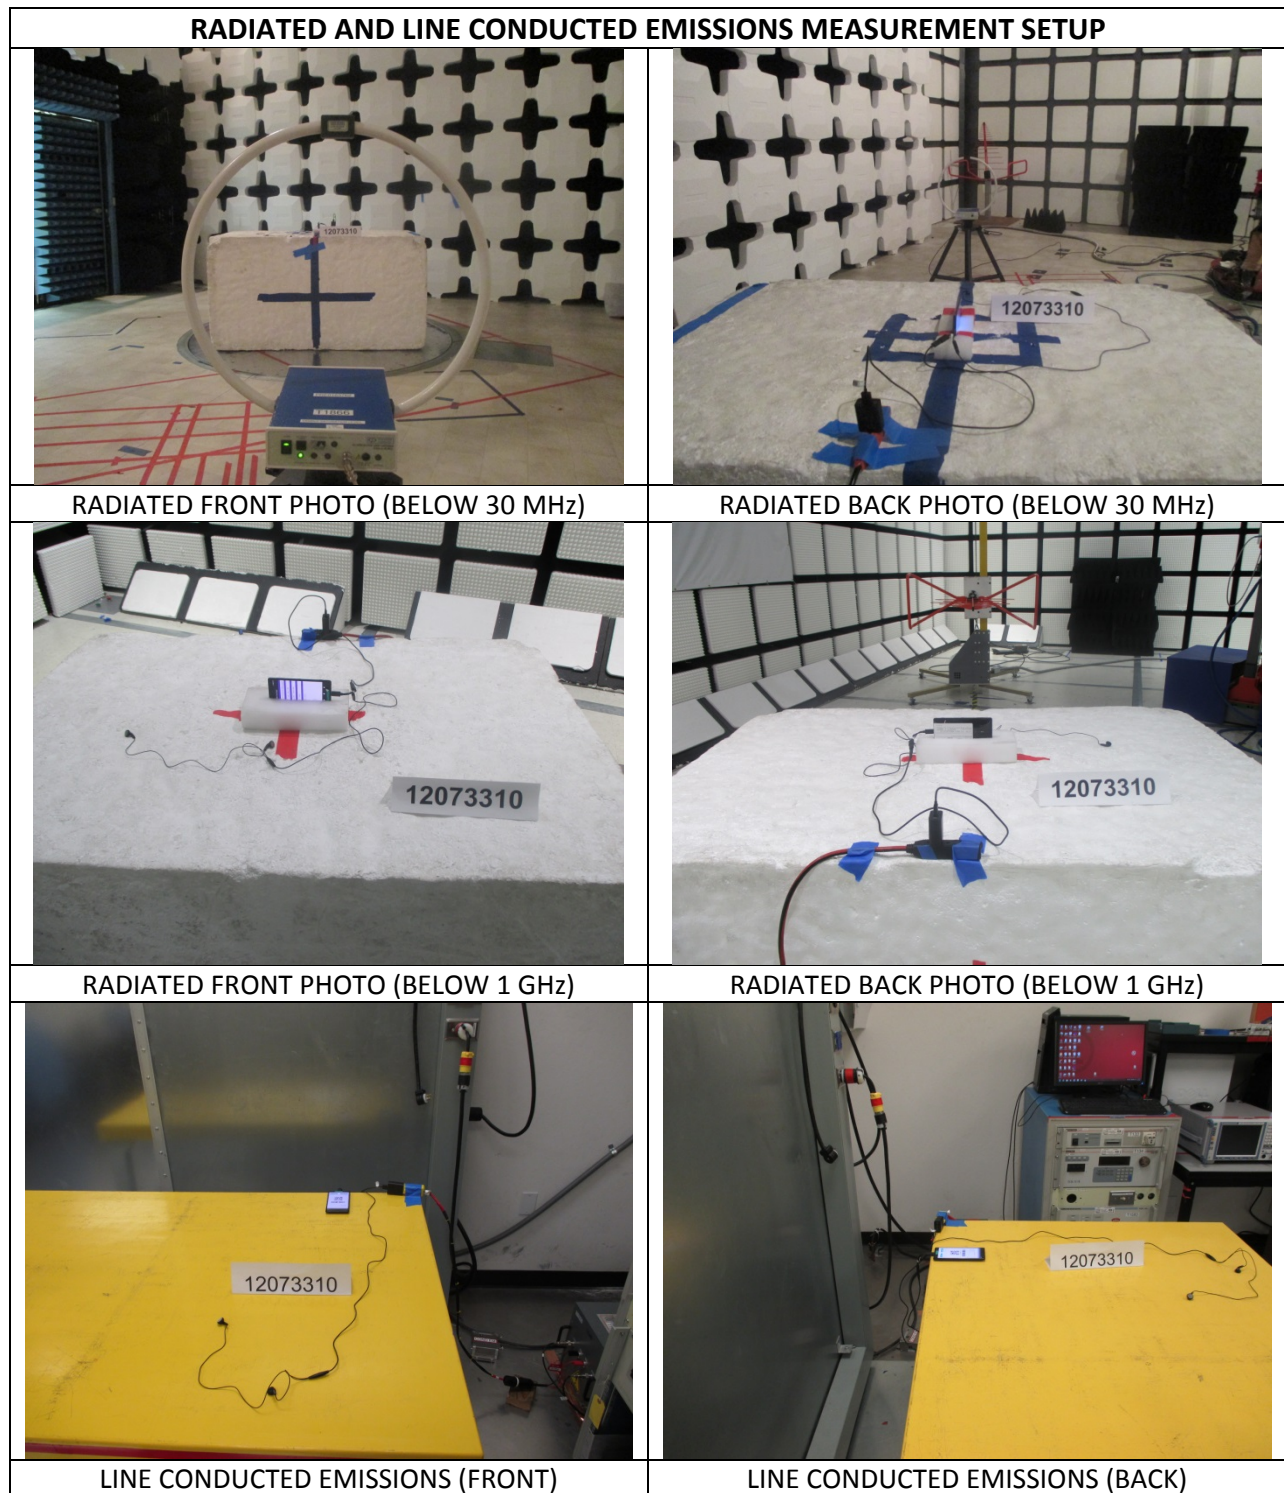 RADIATED AND LINE CONDUCTED EMISSIONS MEASUREMENT SETUP
12073310
12073310
RADIATED FRONT PHOTO (BELOW 30 MHz)
RADIATED BACK PHOTO (BELOW 30 MHz)
12073310
12073310
RADIATED FRONT PHOTO (BELOW 1 GHz)
RADIATED BACK PHOTO (BELOW 1 GHz)
12073310
12073310
LINE CONDUCTED EMISSIONS (FRONT)
LINE CONDUCTED EMISSIONS (BACK)